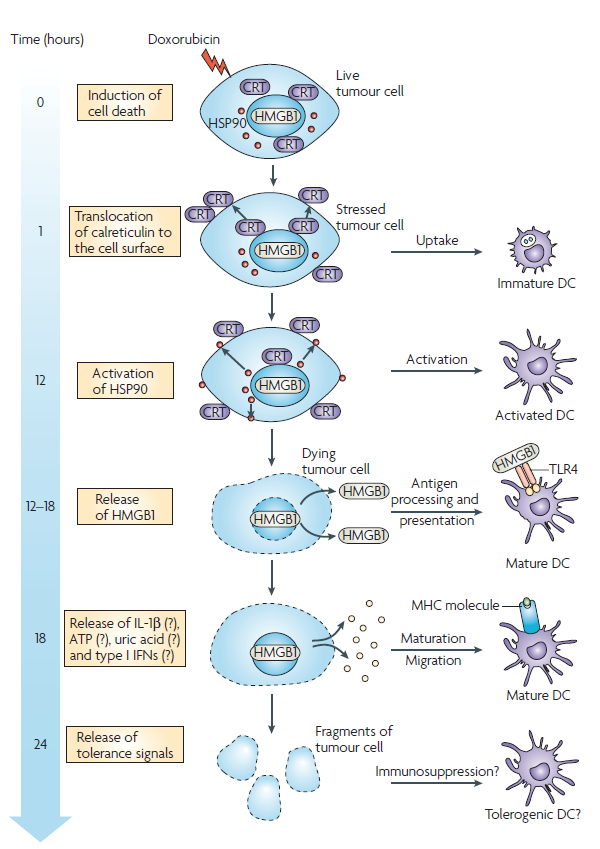 Time (hours)
Doxorubicin
0
Induction of
cell death
CRT
CRT
HSP90
HMGB1
CRT
Live
tumour cell
1
Translocation
of calreticulin to
the cell surface
CRT
CRT
CRT
CRT
CRT
HMGB1
CRT
Stressed
tumour cell
Uptake
Immature DC
12
Activation
of HSP90
CRT
CRT
CRT
HMGB1
CRT
CRT
Activation
Activated DC
12–18
Release
of HMGB1
Dying
tumour cell
HMGB1
HMGB1
HMGB1
Antigen
processing and
presentation
HMGB1
TLR4
Mature DC
18
Release of IL-1β (?),
ATP (?), uric acid (?)
and type I IFNs (?)
HMGB1
MHC molecule
Maturation
Migration
Mature DC
24
Release of
tolerance signals
Fragments of
tumour cell
Immunosuppression?
Tolerogenic DC?